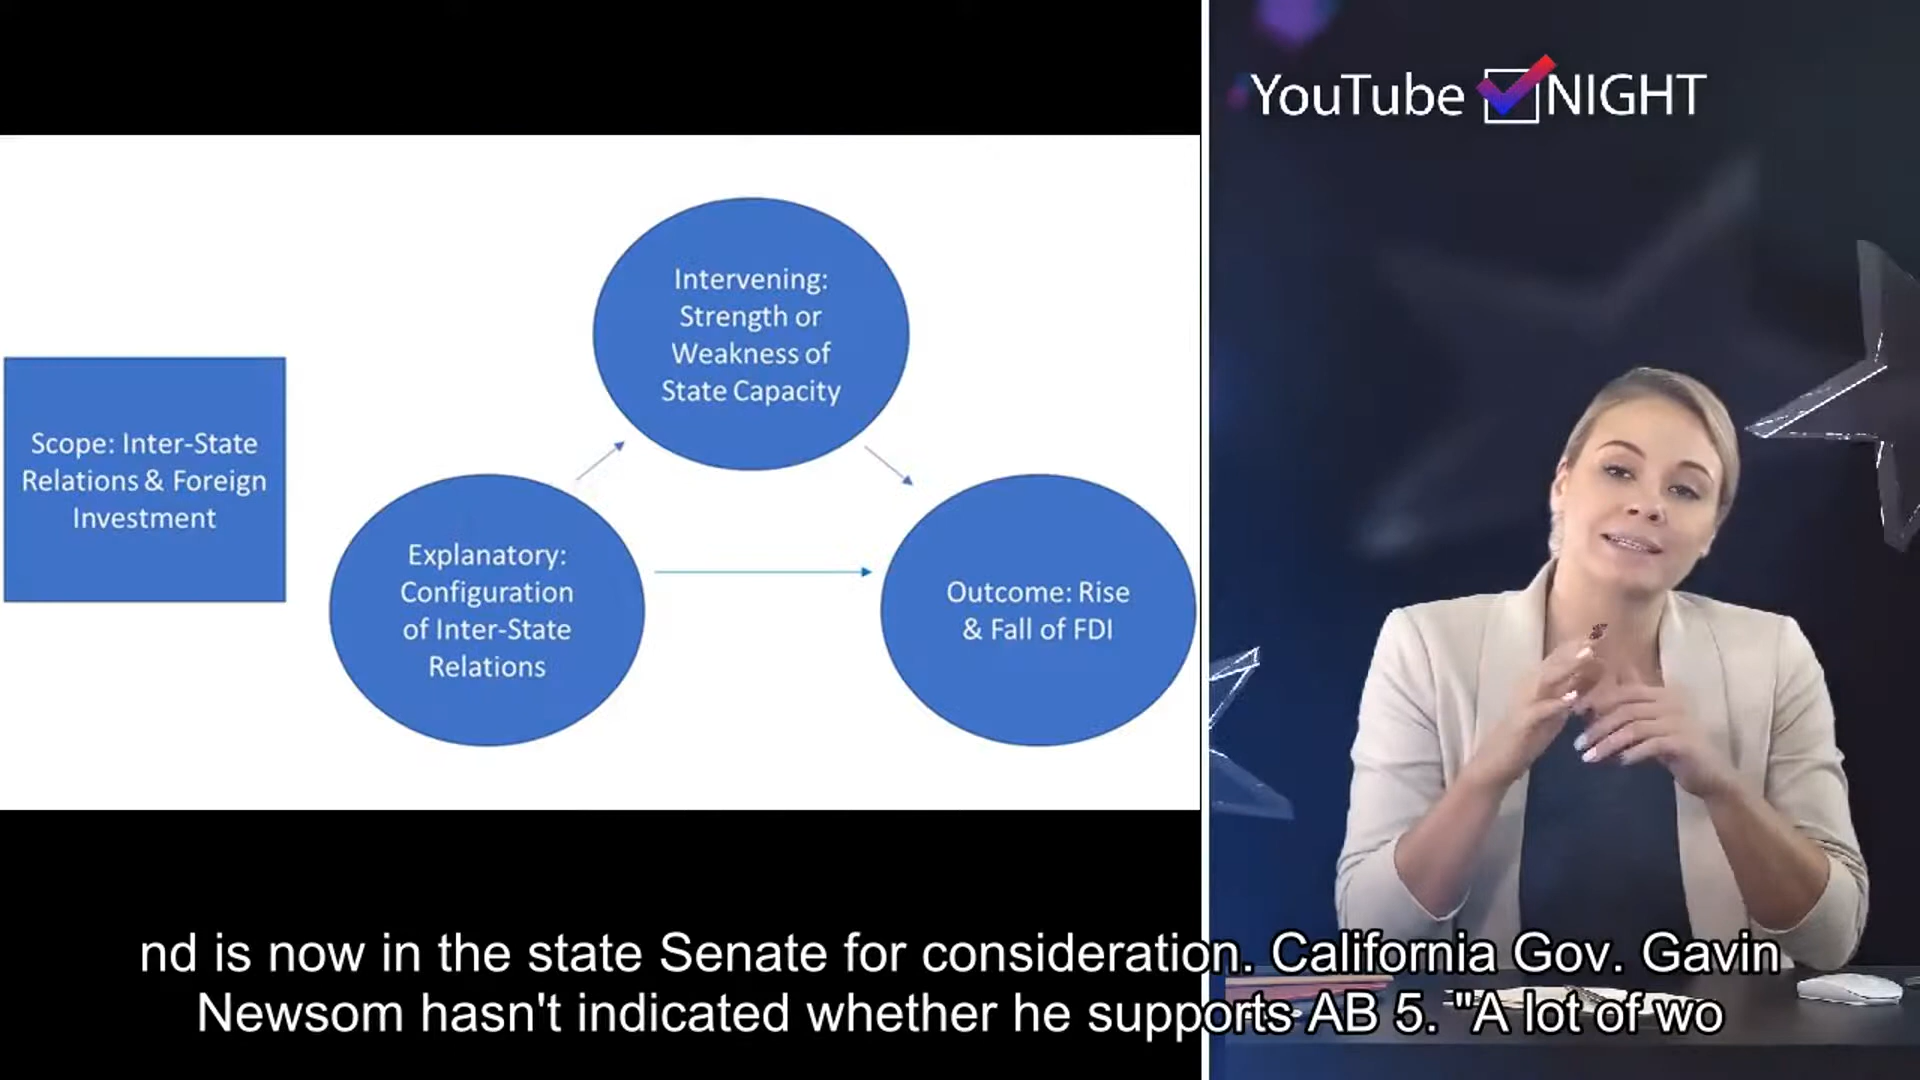 YouTube NIGHT
Intervening:
Strength or
Weakness of
State Capacity
Scope: Inter-State
Relations & Foreign
Investment
Explanatory:
Configuration
of Inter-State
Relations
Outcome: Rise
& Fall of FDI
nd is now in the state Senate for consideration. California Gov. Gavin
Newsom hasn't indicated whether he supports AB 5. "A lot of wo